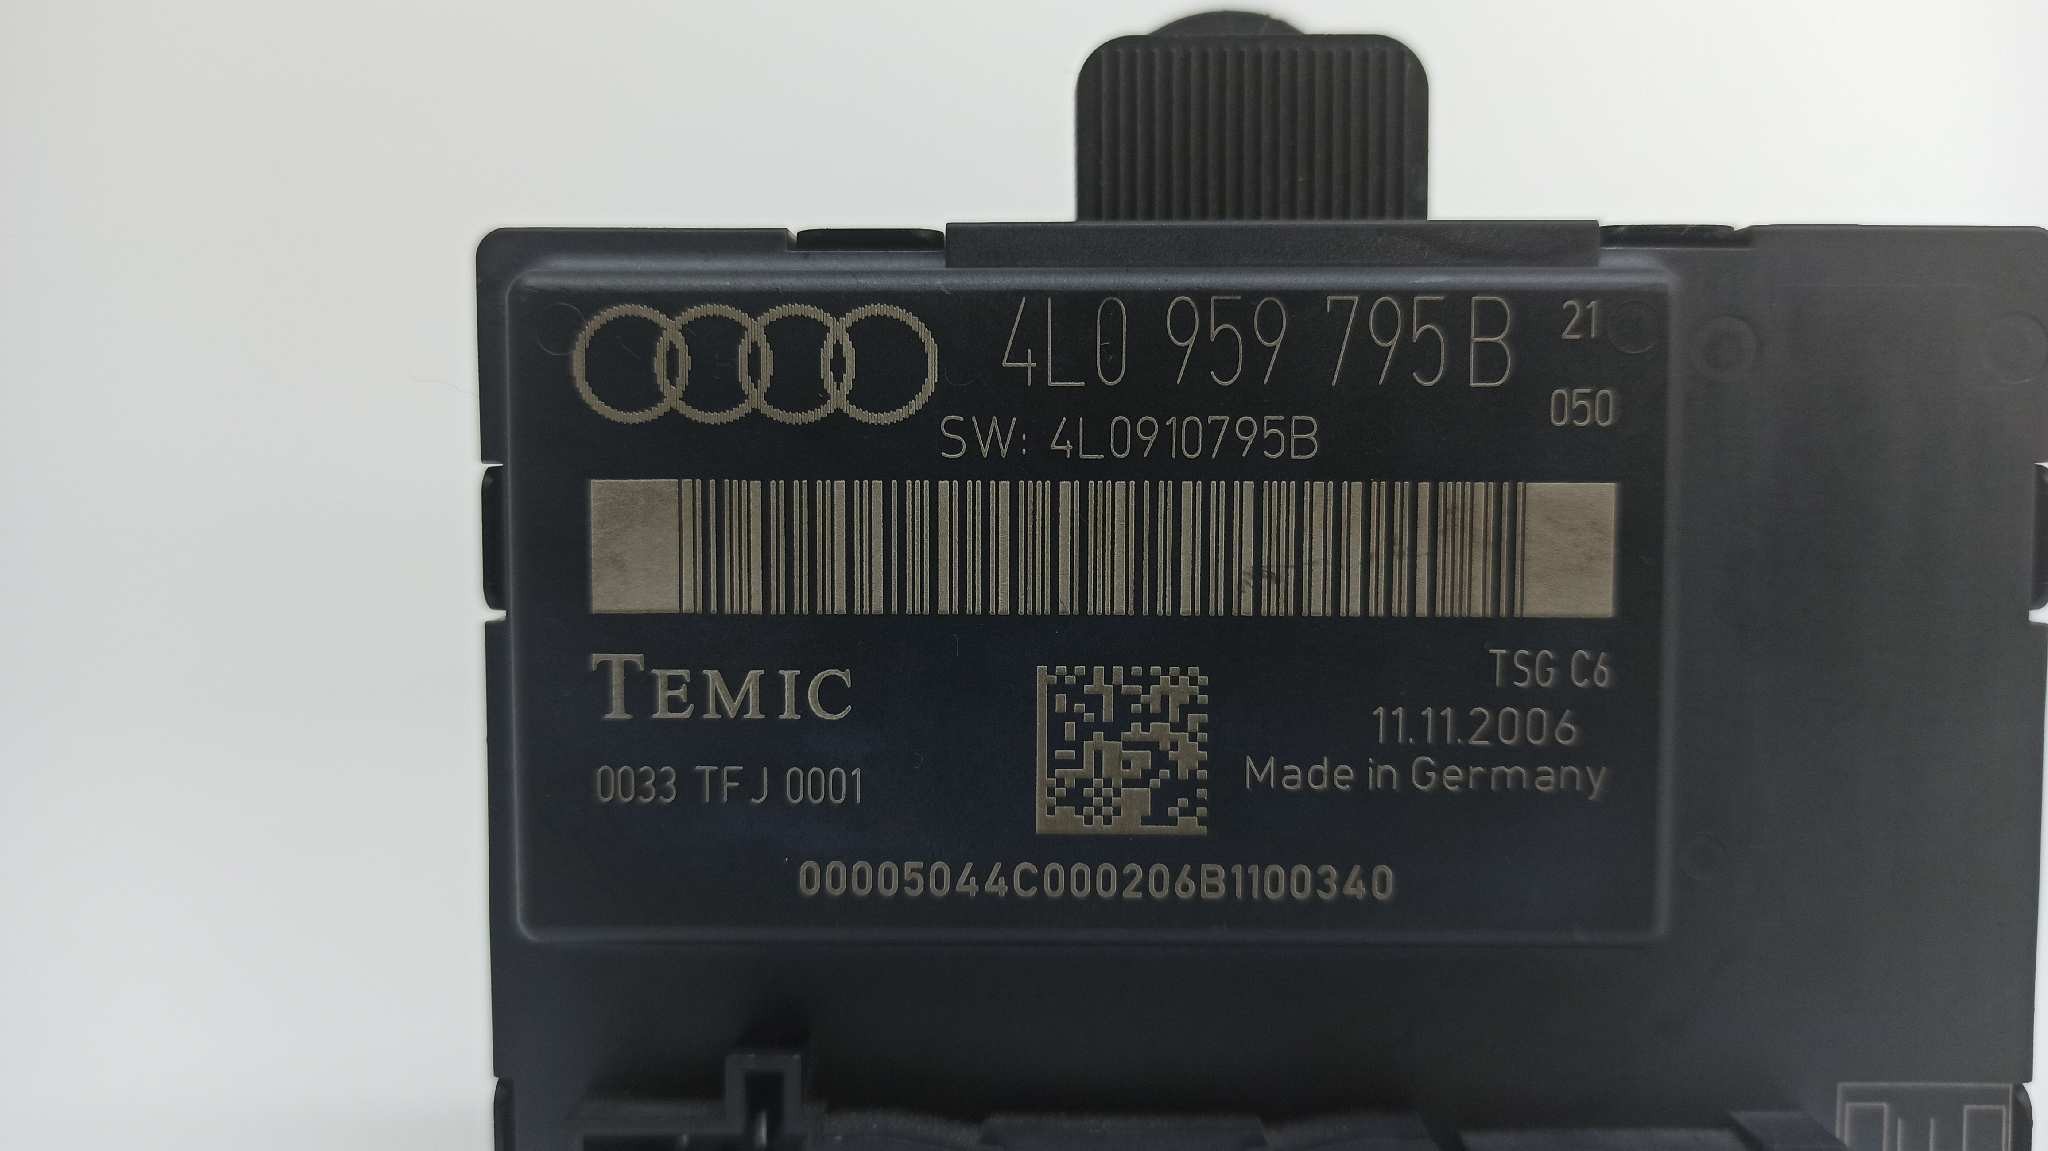 4L0 959 795 B 21
050
SW: 4L0910795B
TEMIC
TSG C6
11.11.2006
0033 TFJ 0001
Made in Germany
00005044C000206B1100340